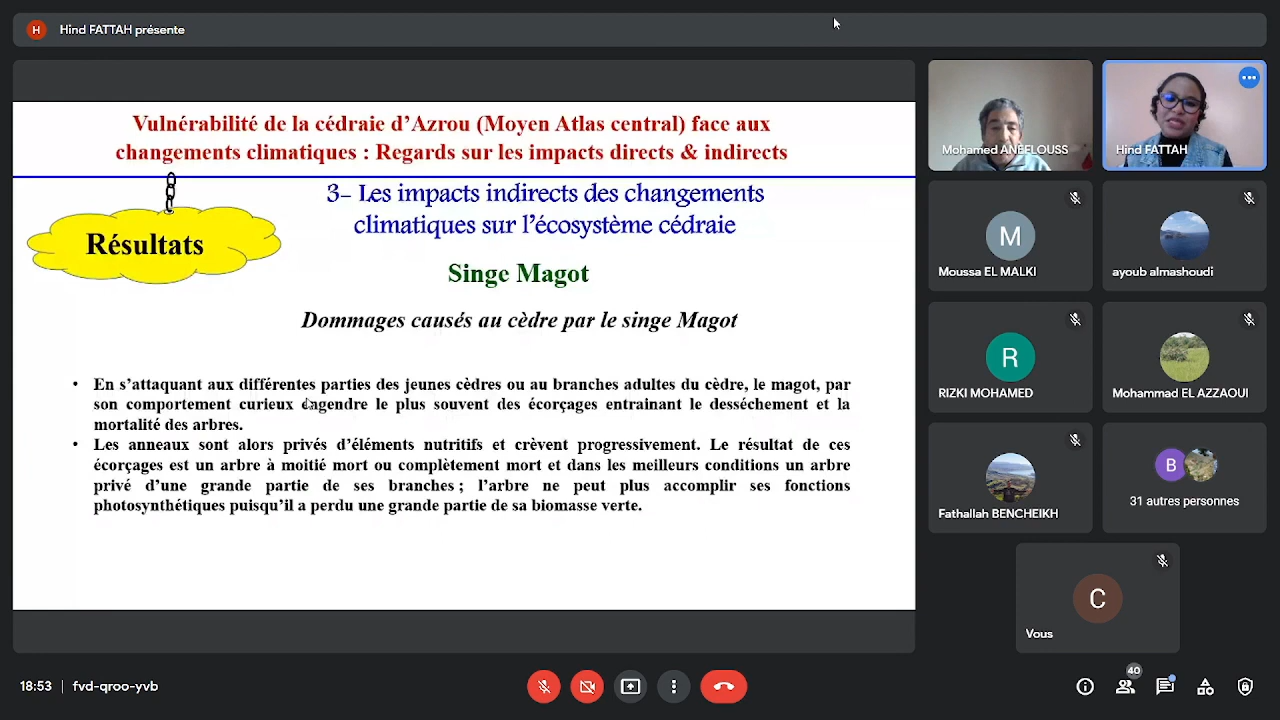 H Hind FATTAH présente
Vulnérabilité de la cédraie d’Azrou (Moyen Atlas central) face aux
changements climatiques : Regards sur les impacts directs & indirects
3- Les impacts indirects des changements
climatiques sur l’écosystème cédraie
Résultats
Singe Magot
Dommages causés au cèdre par le singe Magot
• En s’attaquant aux différentes parties des jeunes cèdres ou au branches adultes du cèdre, le magot, par
son comportement curieux engendre le plus souvent des écorçages entrainant le desséchement et la
mortalité des arbres.
• Les anneaux sont alors privés d’éléments nutritifs et crèvent progressivement. Le résultat de ces
écorçages est un arbre à moitié mort ou complètement mort et dans les meilleurs conditions un arbre
privé d’une grande partie de ses branches ; l’arbre ne peut plus accomplir ses fonctions
photosynthétiques puisqu’il a perdu une grande partie de sa biomasse verte.
Mohamed ANEFLOUSS
Hind FATTAH
M
Moussa EL MALKI
ayoub almashoudi
R
RIZKI MOHAMED
Mohammad EL AZZAOUI
Fathallah BENCHEIKH
B
31 autres personnes
C
Vous
18:53 | fvd-qroo-yvb
40